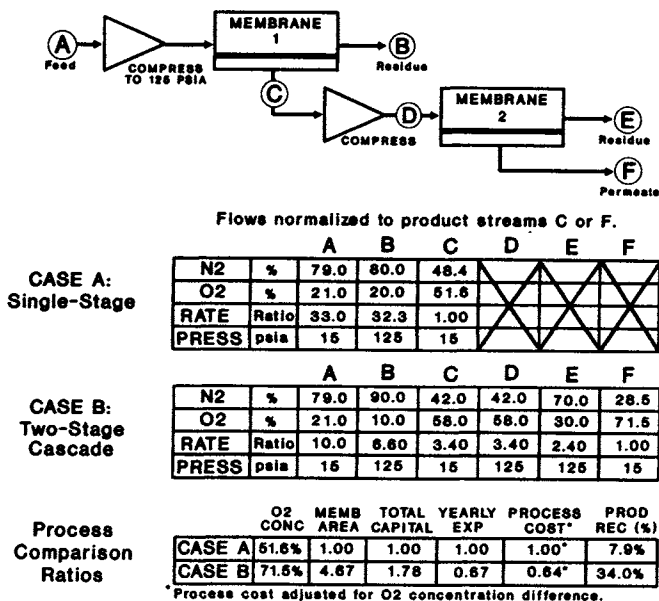 MEMBRANE
1
A
Feed
COMPRESS
TO 125 PSIA
B
Residue
C
D
COMPRESS
MEMBRANE
2
E
Residue
F
Permeate
Flows normalized to product streams C or F.
CASE A:
Single-Stage
A B C D E F
N2 % 79.0 80.0 48.4
O2 % 21.0 20.0 51.6
RATE Ratio 33.0 32.3 1.00
PRESS psia 15 125 15
CASE B:
Two-Stage
Cascade
A B C D E F
N2 % 79.0 90.0 42.0 42.0 70.0 28.5
O2 % 21.0 10.0 58.0 58.0 30.0 71.5
RATE Ratio 10.0 6.60 3.40 3.40 2.40 1.00
PRESS psia 15 125 15 125 125 15
Process
Comparison
Ratios
O2 MEMB TOTAL YEARLY PROCESS PROD
CONC AREA CAPITAL EXP COST* REC (%)
CASE A 51.6% 1.00 1.00 1.00 1.00* 7.9%
CASE B 71.5% 4.67 1.78 0.67 0.64* 34.0%
*Process cost adjusted for O2 concentration difference.